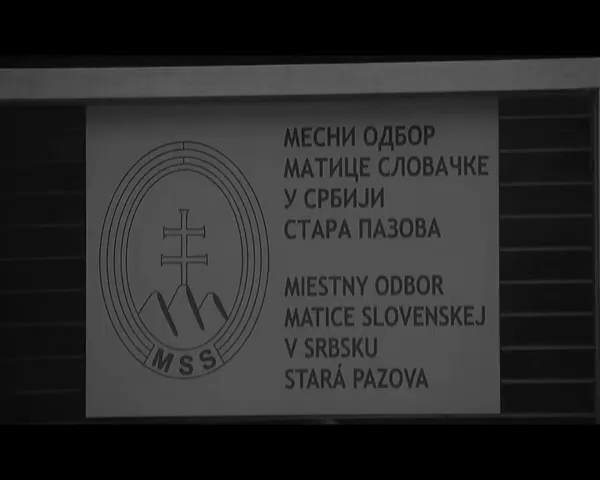 МЕСНИ ОДБОР
МАТИЦЕ СЛОВАЧКЕ
У СРБИЈИ
СТАРА ПАЗОВА
MIESTNY ODBOR
MATICE SLOVENSKEJ
V SRBSKU
STARÁ PAZOVA
MSS